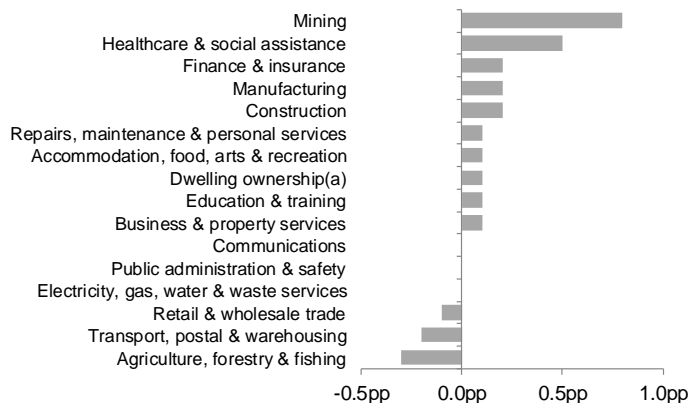 Mining
Healthcare & social assistance
Finance & insurance
Manufacturing
Construction
Repairs, maintenance & personal services
Accommodation, food, arts & recreation
Dwelling ownership(a)
Education & training
Business & property services
Communications
Public administration & safety
Electricity, gas, water & waste services
Retail & wholesale trade
Transport, postal & warehousing
Agriculture, forestry & fishing
-0.5pp 0.0pp 0.5pp 1.0pp